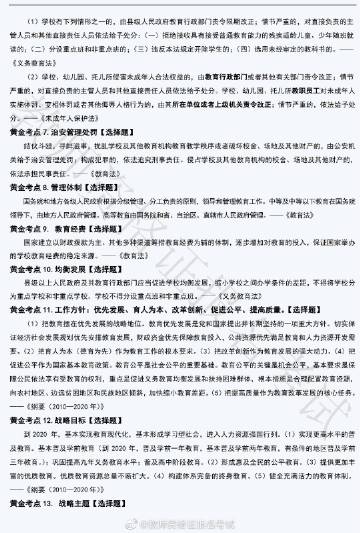 （1）学校有下列情形之一的，由县级人民政府教育行政部门责令限期改正；情节严重的，对直接负责的主
管人员和其他直接责任人员依法给予处分：（一）拒绝接收具有接受普通教育能力的残疾适龄儿童、少年随班就
读的；（二）分设重点班和非重点班的；（三）违反本法规定开除学生的；（四）选用未经审定的教科书的。——
《义务教育法》
（2）学校、幼儿园、托儿所侵害未成年人合法权益的，由教育行政部门或者其他有关部门责令改正；情节
严重的，对直接负责的主管人员和其他直接责任人员依法给予处分。学校、幼儿园、托儿所教职员工对未成年人
实施体罚、变相体罚或者其他侮辱人格行为的，由其所在单位或者上级机关责令改正；情节严重的，依法给予处
分。——《未成年人保护法》
黄金考点 7. 治安管理处罚【选择题】
结伙斗殴、寻衅滋事，扰乱学校及其他教育机构教育教学秩序或者破坏校舍、场地及其他财产的，由公安机
关给予治安管理处罚；构成犯罪的，依法追究刑事责任。侵占学校及其他教育机构的校舍、场地及其他财产的，
依法承担民事责任。——《教育法》
黄金考点 8. 管理体制【选择题】
国务院和地方各级人民政府根据分级管理、分工负责的原则，领导和管理教育工作。中等及中等以下教育在国务院
领导下，由地方人民政府管理。高等教育由国务院和省、自治区、直辖市人民政府管理。——《教育法》
黄金考点 9. 教育经费【选择题】
国家建立以财政拨款为主、其他多种渠道筹措教育经费为辅的体制，逐步增加对教育的投入，保证国家举办
的学校教育经费的稳定来源。——《教育法》
黄金考点 10. 均衡发展【选择题】
县级以上人民政府及其教育行政部门应当促进学校均衡发展，缩小学校之间办学条件的差距，不得将学校分
为重点学校和非重点学校。学校不得分设重点班和非重点班。——《义务教育法》
黄金考点 11. 工作方针：优先发展、育人为本、改革创新、促进公平、提高质量。【选择题】
（1）把教育摆在优先发展的战略地位。教育优先发展是党和国家提出并长期坚持的一项重大方针。切实保
证经济社会发展规划优先安排教育发展，财政资金优先保障教育投入，公共资源优先满足教育和人力资源开发需
要。（2）把育人为本（德育为先）作为教育工作的根本要求。（3）把改革创新作为教育发展的强大动力。（4）把
促进公平作为国家基本教育政策。教育公平是社会公平的重要基础。教育公平的关键是机会公平，基本要求是保
障公民依法享有受教育的权利，重点是促进义务教育均衡发展和扶持困难群体，根本措施是合理配置教育资源，
向农村地区、边远贫困地区和民族地区倾斜，加快缩小教育差距。（5）把提高质量作为教育改革发展的核心任务。
——《纲要（2010—2020 年）》
黄金考点 12. 战略目标【选择题】
到 2020 年，基本实现教育现代化，基本形成学习型社会，进入人力资源强国行列。（1）实现更高水平的普
及教育。基本普及学前教育（到 2020 年，普及学前一年教育，基本普及学前两年教育，有条件的地区普及学前
三年教育。）；巩固提高九年义务教育水平；普及高中阶段教育。（2）形成惠及全民的公平教育。（3）提供更加丰
富的优质教育。优质教育资源总量不断扩大。（4）构建体系完备的终身教育。（5）健全充满活力的教育体制。
——《纲要（2010—2020 年）》
黄金考点 13. 战略主题【选择题】